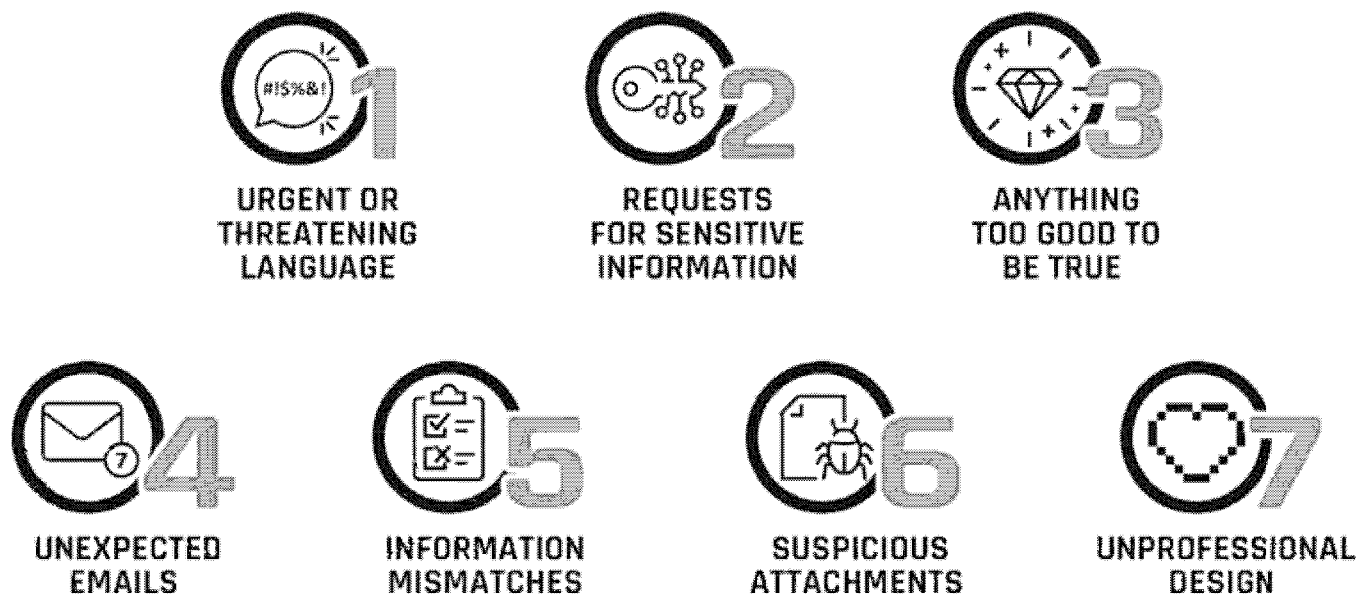 #!$%&!
1
URGENT OR
THREATENING
LANGUAGE
2
REQUESTS
FOR SENSITIVE
INFORMATION
3
ANYTHING
TOO GOOD TO
BE TRUE
7
4
UNEXPECTED
EMAILS
5
INFORMATION
MISMATCHES
6
SUSPICIOUS
ATTACHMENTS
7
UNPROFESSIONAL
DESIGN